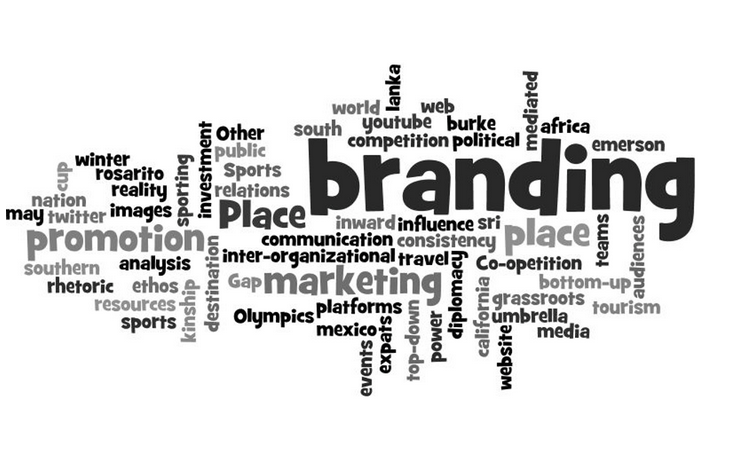 lanka
world
web
mediated
youtube
burke
south
africa
Other
competition
political
emerson
investment
public
branding
winter
cup
rosarito
sporting
Sports
reality
relations
nation
images
Place
may
twitter
inward
influence
sri
place
teams
audiences
promotion
communication
consistency
inter-organizational
travel
diplomacy
Co-opetition
southern
analysis
destination
rhetoric
ethos
kinship
Gap
marketing
california
bottom-up
resources
grassroots
tourism
sports
Olympics
platforms
top-down
power
umbrella
mexico
media
events
expats
website